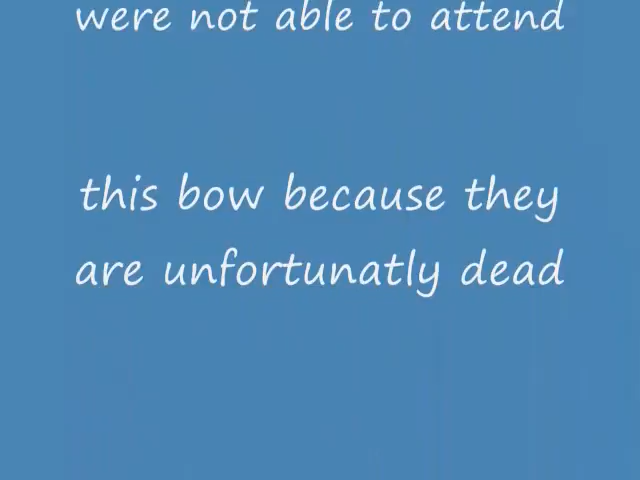 were not able to attend
this bow because they
are unfortunatly dead